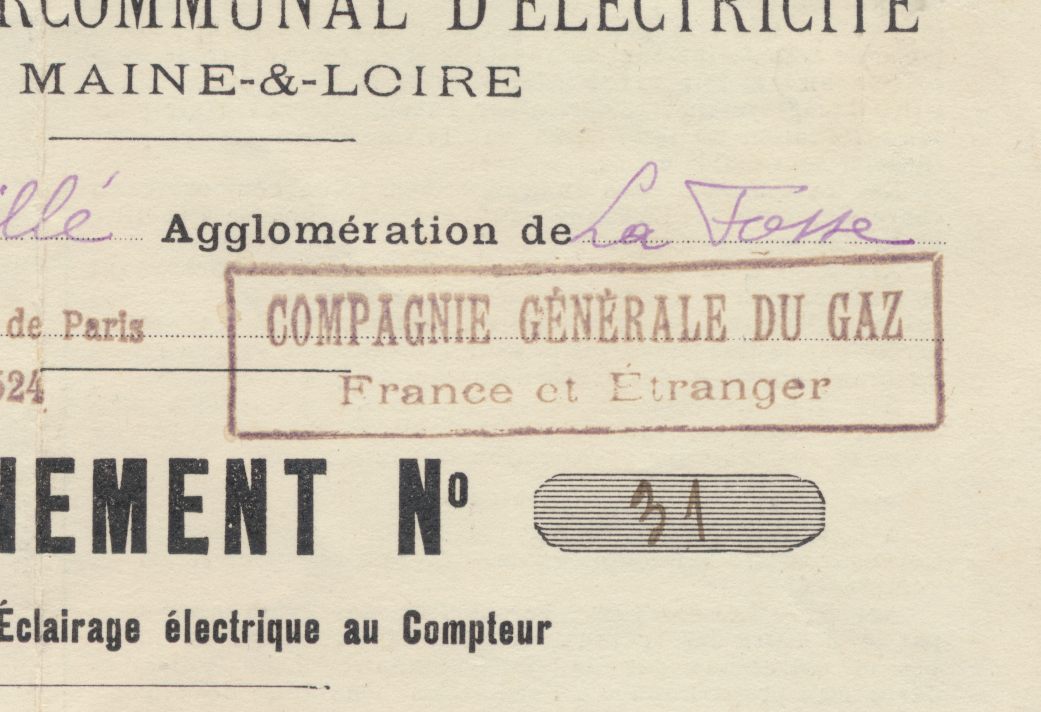 RCOMMUNAL D'ÉLECTRICITÉ
MAINE-&-LOIRE
illé Agglomération de La Fosse
de Paris COMPAGNIE GÉNÉRALE DU GAZ
524 France et Étranger
NEMENT Nº 31
Éclairage électrique au Compteur